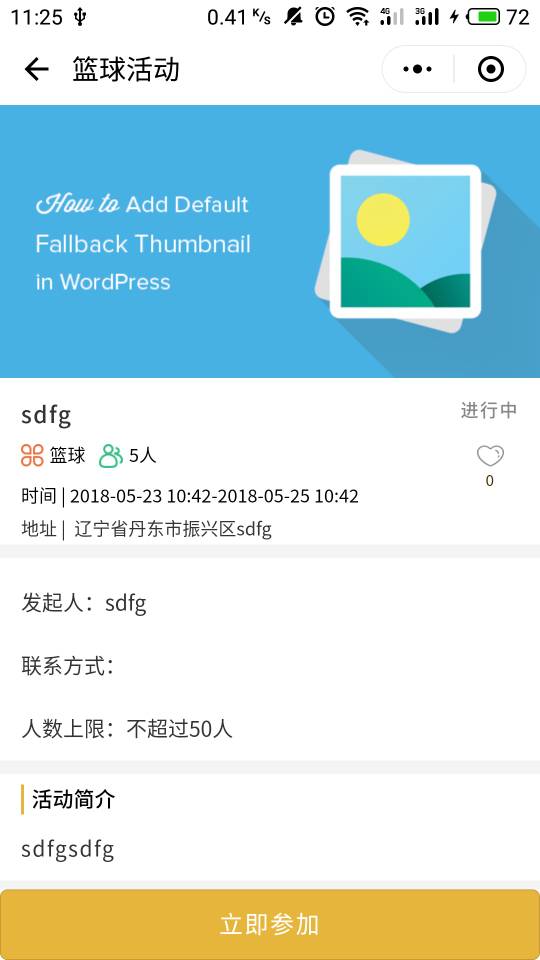 11:25 0.41 K/s 4G 3G 72
篮球活动
How to Add Default
Fallback Thumbnail
in WordPress
sdfg
进行中
篮球 5人
0
时间 | 2018-05-23 10:42-2018-05-25 10:42
地址 | 辽宁省丹东市振兴区sdfg
发起人：sdfg
联系方式：
人数上限：不超过50人
活动简介
sdfgsdfg
立即参加